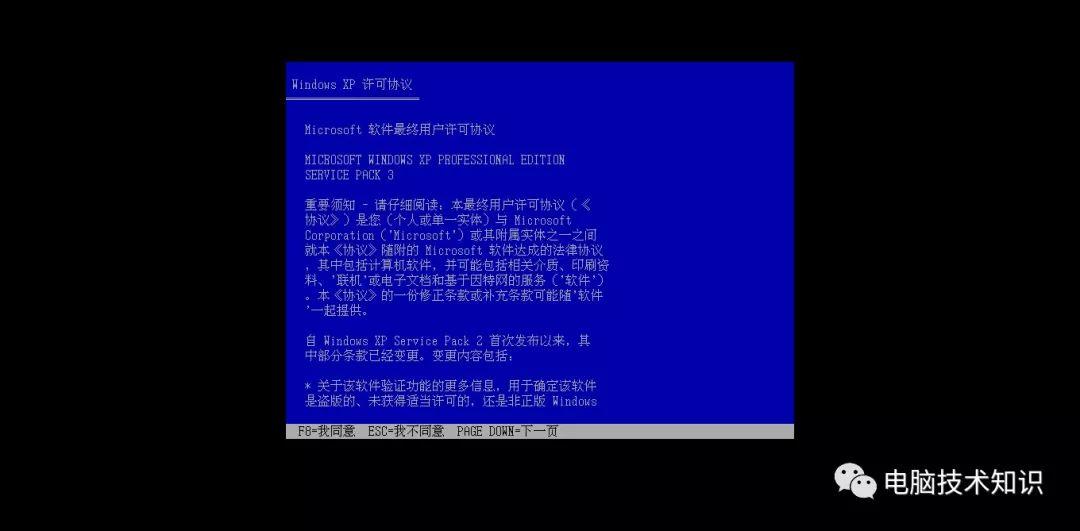 Windows XP 许可协议
Microsoft 软件最终用户许可协议
MICROSOFT WINDOWS XP PROFESSIONAL EDITION
SERVICE PACK 3
重要须知 - 请仔细阅读: 本最终用户许可协议（《
协议》）是您（个人或单一实体）与 Microsoft
Corporation（'Microsoft'）或其附属实体之一之间
就本《协议》随附的 Microsoft 软件达成的法律协议
，其中包括计算机软件，并可能包括相关介质、印刷资
料、'联机'或电子文档和基于因特网的服务（'软件'）
。本《协议》的一份修正条款或补充条款可能随'软件
'一起提供。
自 Windows XP Service Pack 2 首次发布以来，其
中部分条款已经变更。变更内容包括:
* 关于该软件验证功能的更多信息，用于确定该软件
是盗版的、未获得适当许可的，还是非正版 Windows
F8=我同意 ESC=我不同意 PAGE DOWN=下一页
电脑技术知识